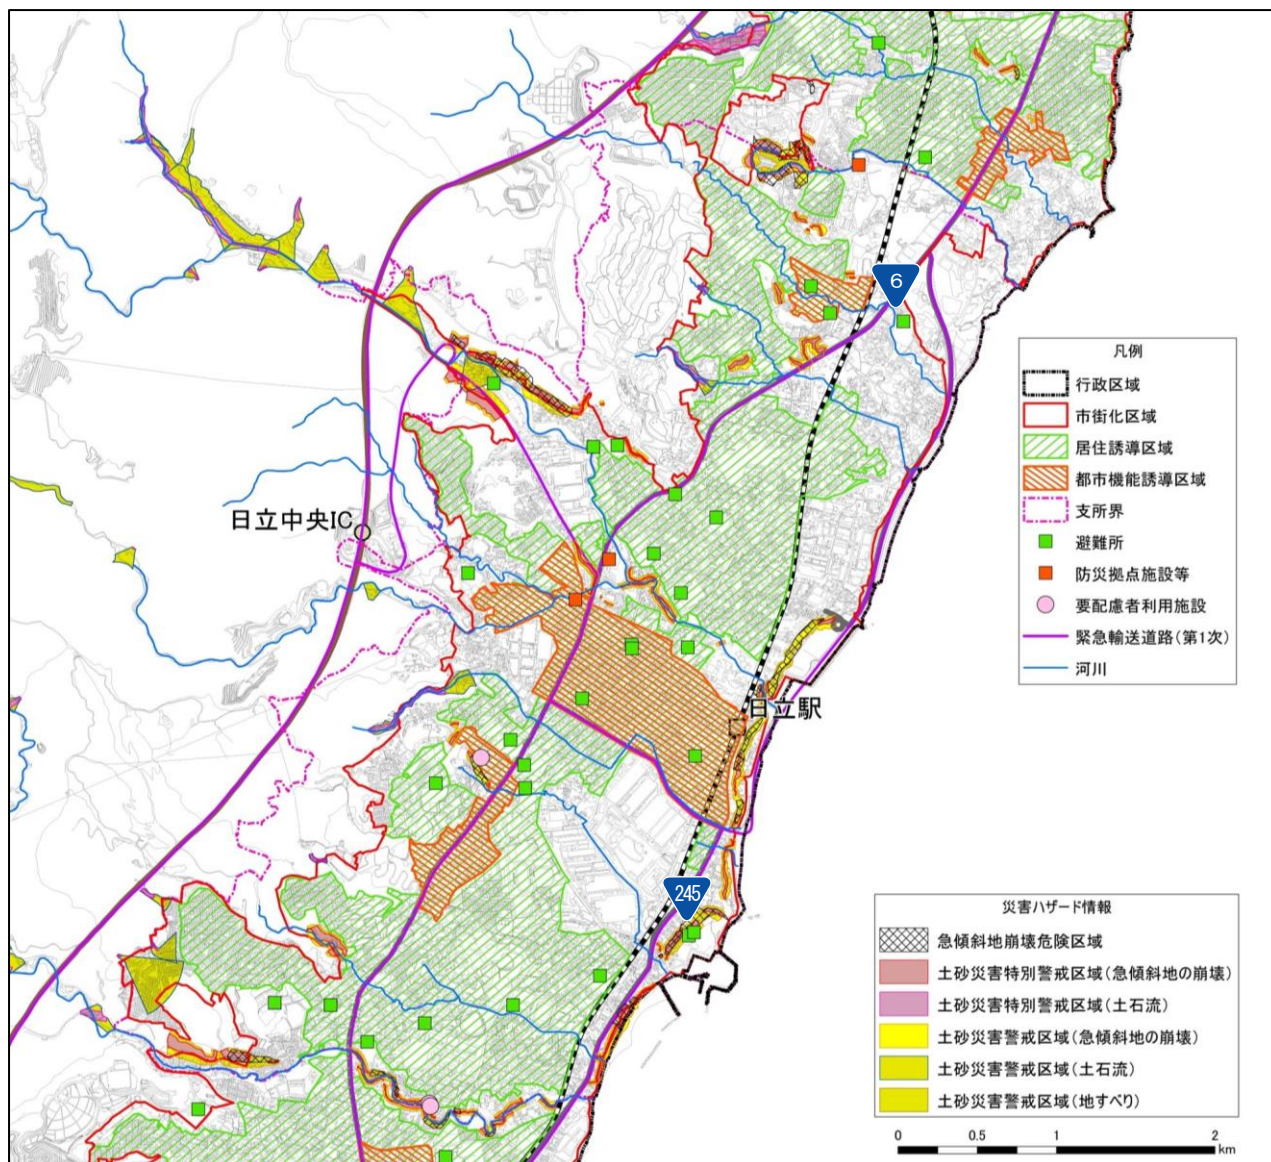 6
凡例
行政区域
市街化区域
居住誘導区域
都市機能誘導区域
支所界
避難所
防災拠点施設等
要配慮者利用施設
緊急輸送道路(第1次)
河川
日立中央IC
日立駅
245
災害ハザード情報
急傾斜地崩壊危険区域
土砂災害特別警戒区域(急傾斜地の崩壊)
土砂災害特別警戒区域(土石流)
土砂災害警戒区域(急傾斜地の崩壊)
土砂災害警戒区域(土石流)
土砂災害警戒区域(地すべり)
0 0.5 1 2
km